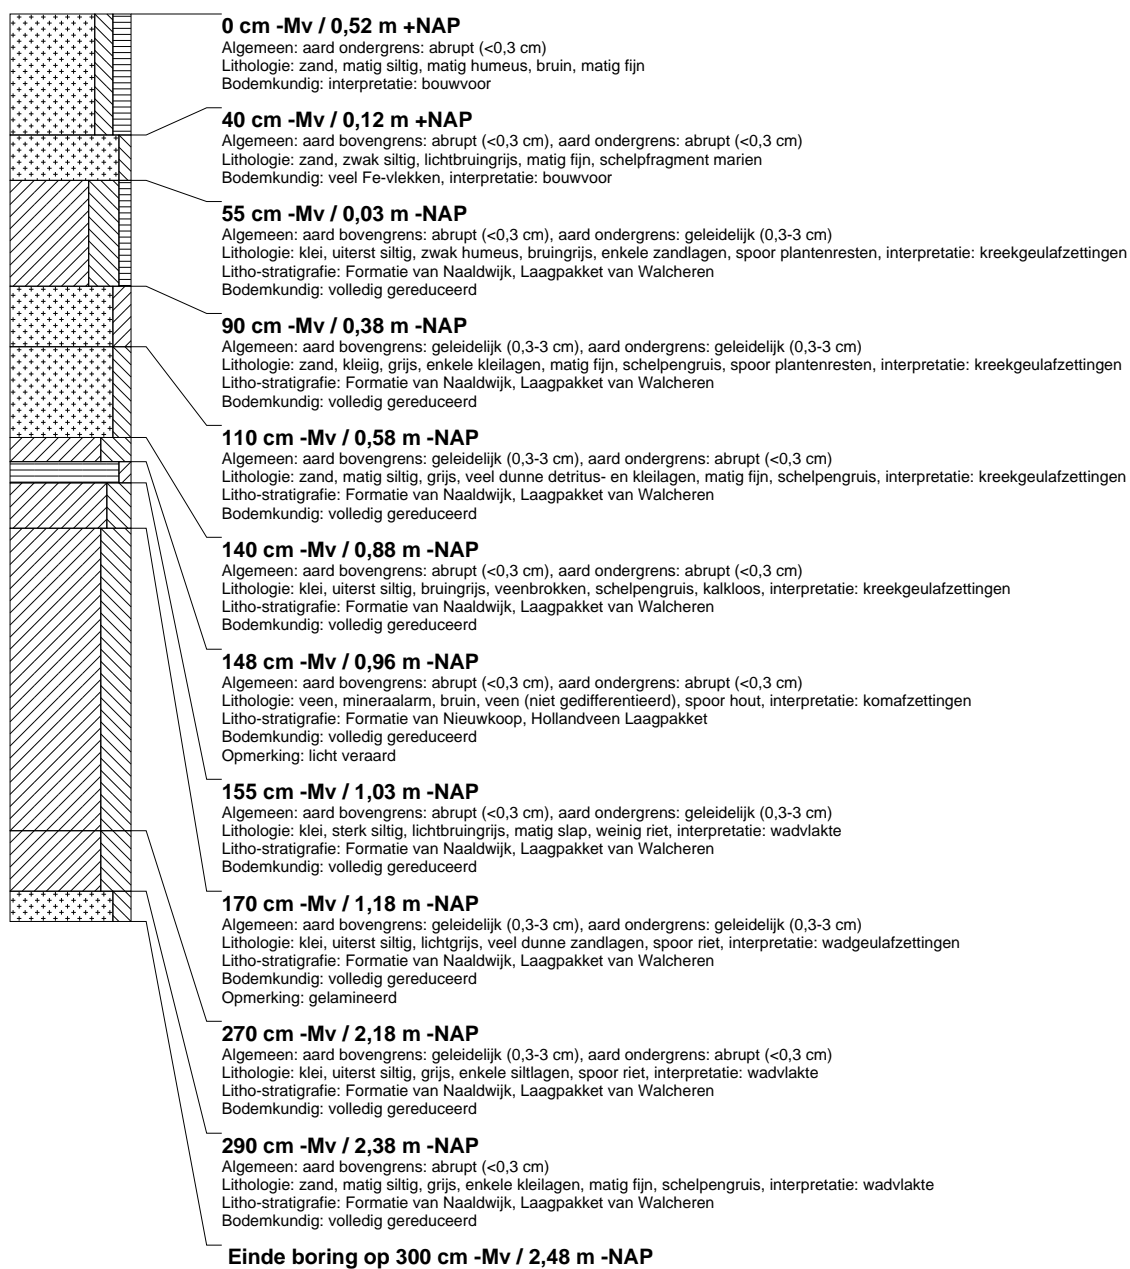 0 cm -Mv / 0,52 m +NAP
Algemeen: aard ondergrens: abrupt (<0,3 cm)
Lithologie: zand, matig siltig, matig humeus, bruin, matig fijn
Bodemkundig: interpretatie: bouwvoor
40 cm -Mv / 0,12 m +NAP
Algemeen: aard bovengrens: abrupt (<0,3 cm), aard ondergrens: abrupt (<0,3 cm)
Lithologie: zand, zwak siltig, lichtbruingrijs, matig fijn, schelpfragment marien
Bodemkundig: veel Fe-vlekken, interpretatie: bouwvoor
55 cm -Mv / 0,03 m -NAP
Algemeen: aard bovengrens: abrupt (<0,3 cm), aard ondergrens: geleidelijk (0,3-3 cm)
Lithologie: klei, uiterst siltig, zwak humeus, bruingrijs, enkele zandlagen, spoor plantenresten, interpretatie: kreekgeulafzettingen
Litho-stratigrafie: Formatie van Naaldwijk, Laagpakket van Walcheren
Bodemkundig: volledig gereduceerd
90 cm -Mv / 0,38 m -NAP
Algemeen: aard bovengrens: geleidelijk (0,3-3 cm), aard ondergrens: geleidelijk (0,3-3 cm)
Lithologie: zand, kleiig, grijs, enkele kleilagen, matig fijn, schelpengruis, spoor plantenresten, interpretatie: kreekgeulafzettingen
Litho-stratigrafie: Formatie van Naaldwijk, Laagpakket van Walcheren
Bodemkundig: volledig gereduceerd
110 cm -Mv / 0,58 m -NAP
Algemeen: aard bovengrens: geleidelijk (0,3-3 cm), aard ondergrens: abrupt (<0,3 cm)
Lithologie: zand, matig siltig, grijs, veel dunne detritus- en kleilagen, matig fijn, schelpengruis, interpretatie: kreekgeulafzettingen
Litho-stratigrafie: Formatie van Naaldwijk, Laagpakket van Walcheren
Bodemkundig: volledig gereduceerd
140 cm -Mv / 0,88 m -NAP
Algemeen: aard bovengrens: abrupt (<0,3 cm), aard ondergrens: abrupt (<0,3 cm)
Lithologie: klei, uiterst siltig, bruingrijs, veenbrokken, schelpengruis, kalkloos, interpretatie: kreekgeulafzettingen
Litho-stratigrafie: Formatie van Naaldwijk, Laagpakket van Walcheren
Bodemkundig: volledig gereduceerd
148 cm -Mv / 0,96 m -NAP
Algemeen: aard bovengrens: abrupt (<0,3 cm), aard ondergrens: abrupt (<0,3 cm)
Lithologie: veen, mineraalarm, bruin, veen (niet gedifferentieerd), spoor hout, interpretatie: komafzettingen
Litho-stratigrafie: Formatie van Nieuwkoop, Hollandveen Laagpakket
Bodemkundig: volledig gereduceerd
Opmerking: licht veraard
155 cm -Mv / 1,03 m -NAP
Algemeen: aard bovengrens: abrupt (<0,3 cm), aard ondergrens: geleidelijk (0,3-3 cm)
Lithologie: klei, sterk siltig, lichtbruingrijs, matig slap, weinig riet, interpretatie: wadvlakte
Litho-stratigrafie: Formatie van Naaldwijk, Laagpakket van Walcheren
Bodemkundig: volledig gereduceerd
170 cm -Mv / 1,18 m -NAP
Algemeen: aard bovengrens: geleidelijk (0,3-3 cm), aard ondergrens: geleidelijk (0,3-3 cm)
Lithologie: klei, uiterst siltig, lichtgrijs, veel dunne zandlagen, spoor riet, interpretatie: wadgeulafzettingen
Litho-stratigrafie: Formatie van Naaldwijk, Laagpakket van Walcheren
Bodemkundig: volledig gereduceerd
Opmerking: gelamineerd
270 cm -Mv / 2,18 m -NAP
Algemeen: aard bovengrens: geleidelijk (0,3-3 cm), aard ondergrens: abrupt (<0,3 cm)
Lithologie: klei, uiterst siltig, grijs, enkele siltlagen, spoor riet, interpretatie: wadvlakte
Litho-stratigrafie: Formatie van Naaldwijk, Laagpakket van Walcheren
Bodemkundig: volledig gereduceerd
290 cm -Mv / 2,38 m -NAP
Algemeen: aard bovengrens: abrupt (<0,3 cm)
Lithologie: zand, matig siltig, grijs, enkele kleilagen, matig fijn, schelpengruis, interpretatie: wadvlakte
Litho-stratigrafie: Formatie van Naaldwijk, Laagpakket van Walcheren
Bodemkundig: volledig gereduceerd
Einde boring op 300 cm -Mv / 2,48 m -NAP